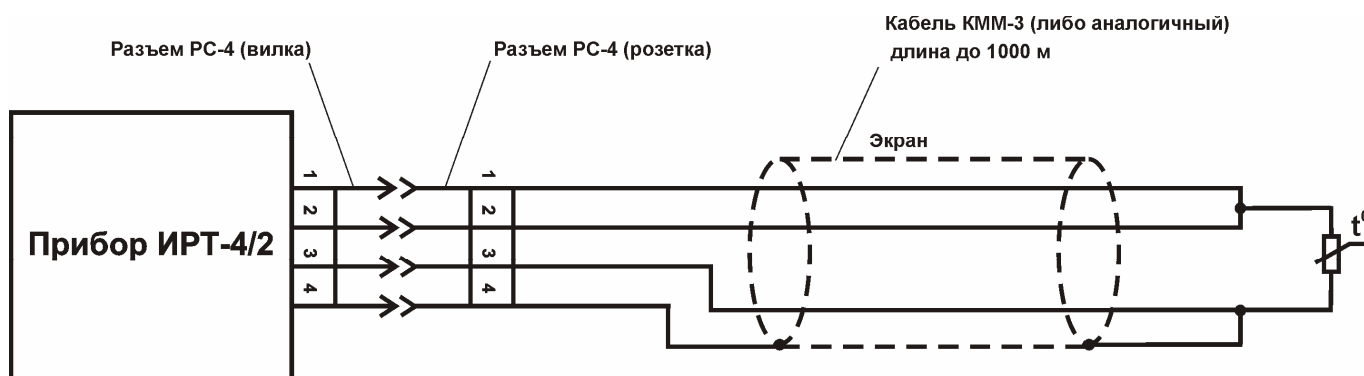 Кабель КММ-3 (либо аналогичный)
длина до 1000 м
Разъем РС-4 (вилка)
Разъем РС-4 (розетка)
Экран
Прибор ИРТ-4/2
1
2
3
4
1
2
3
4
t°